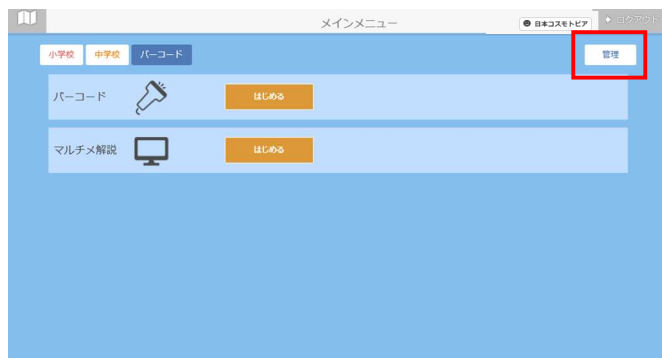 メインメニュー
日本コスモトピア
ログアウト
小学校 中学校 バーコード 管理
バーコード はじめる
マルチメ解説 はじめる